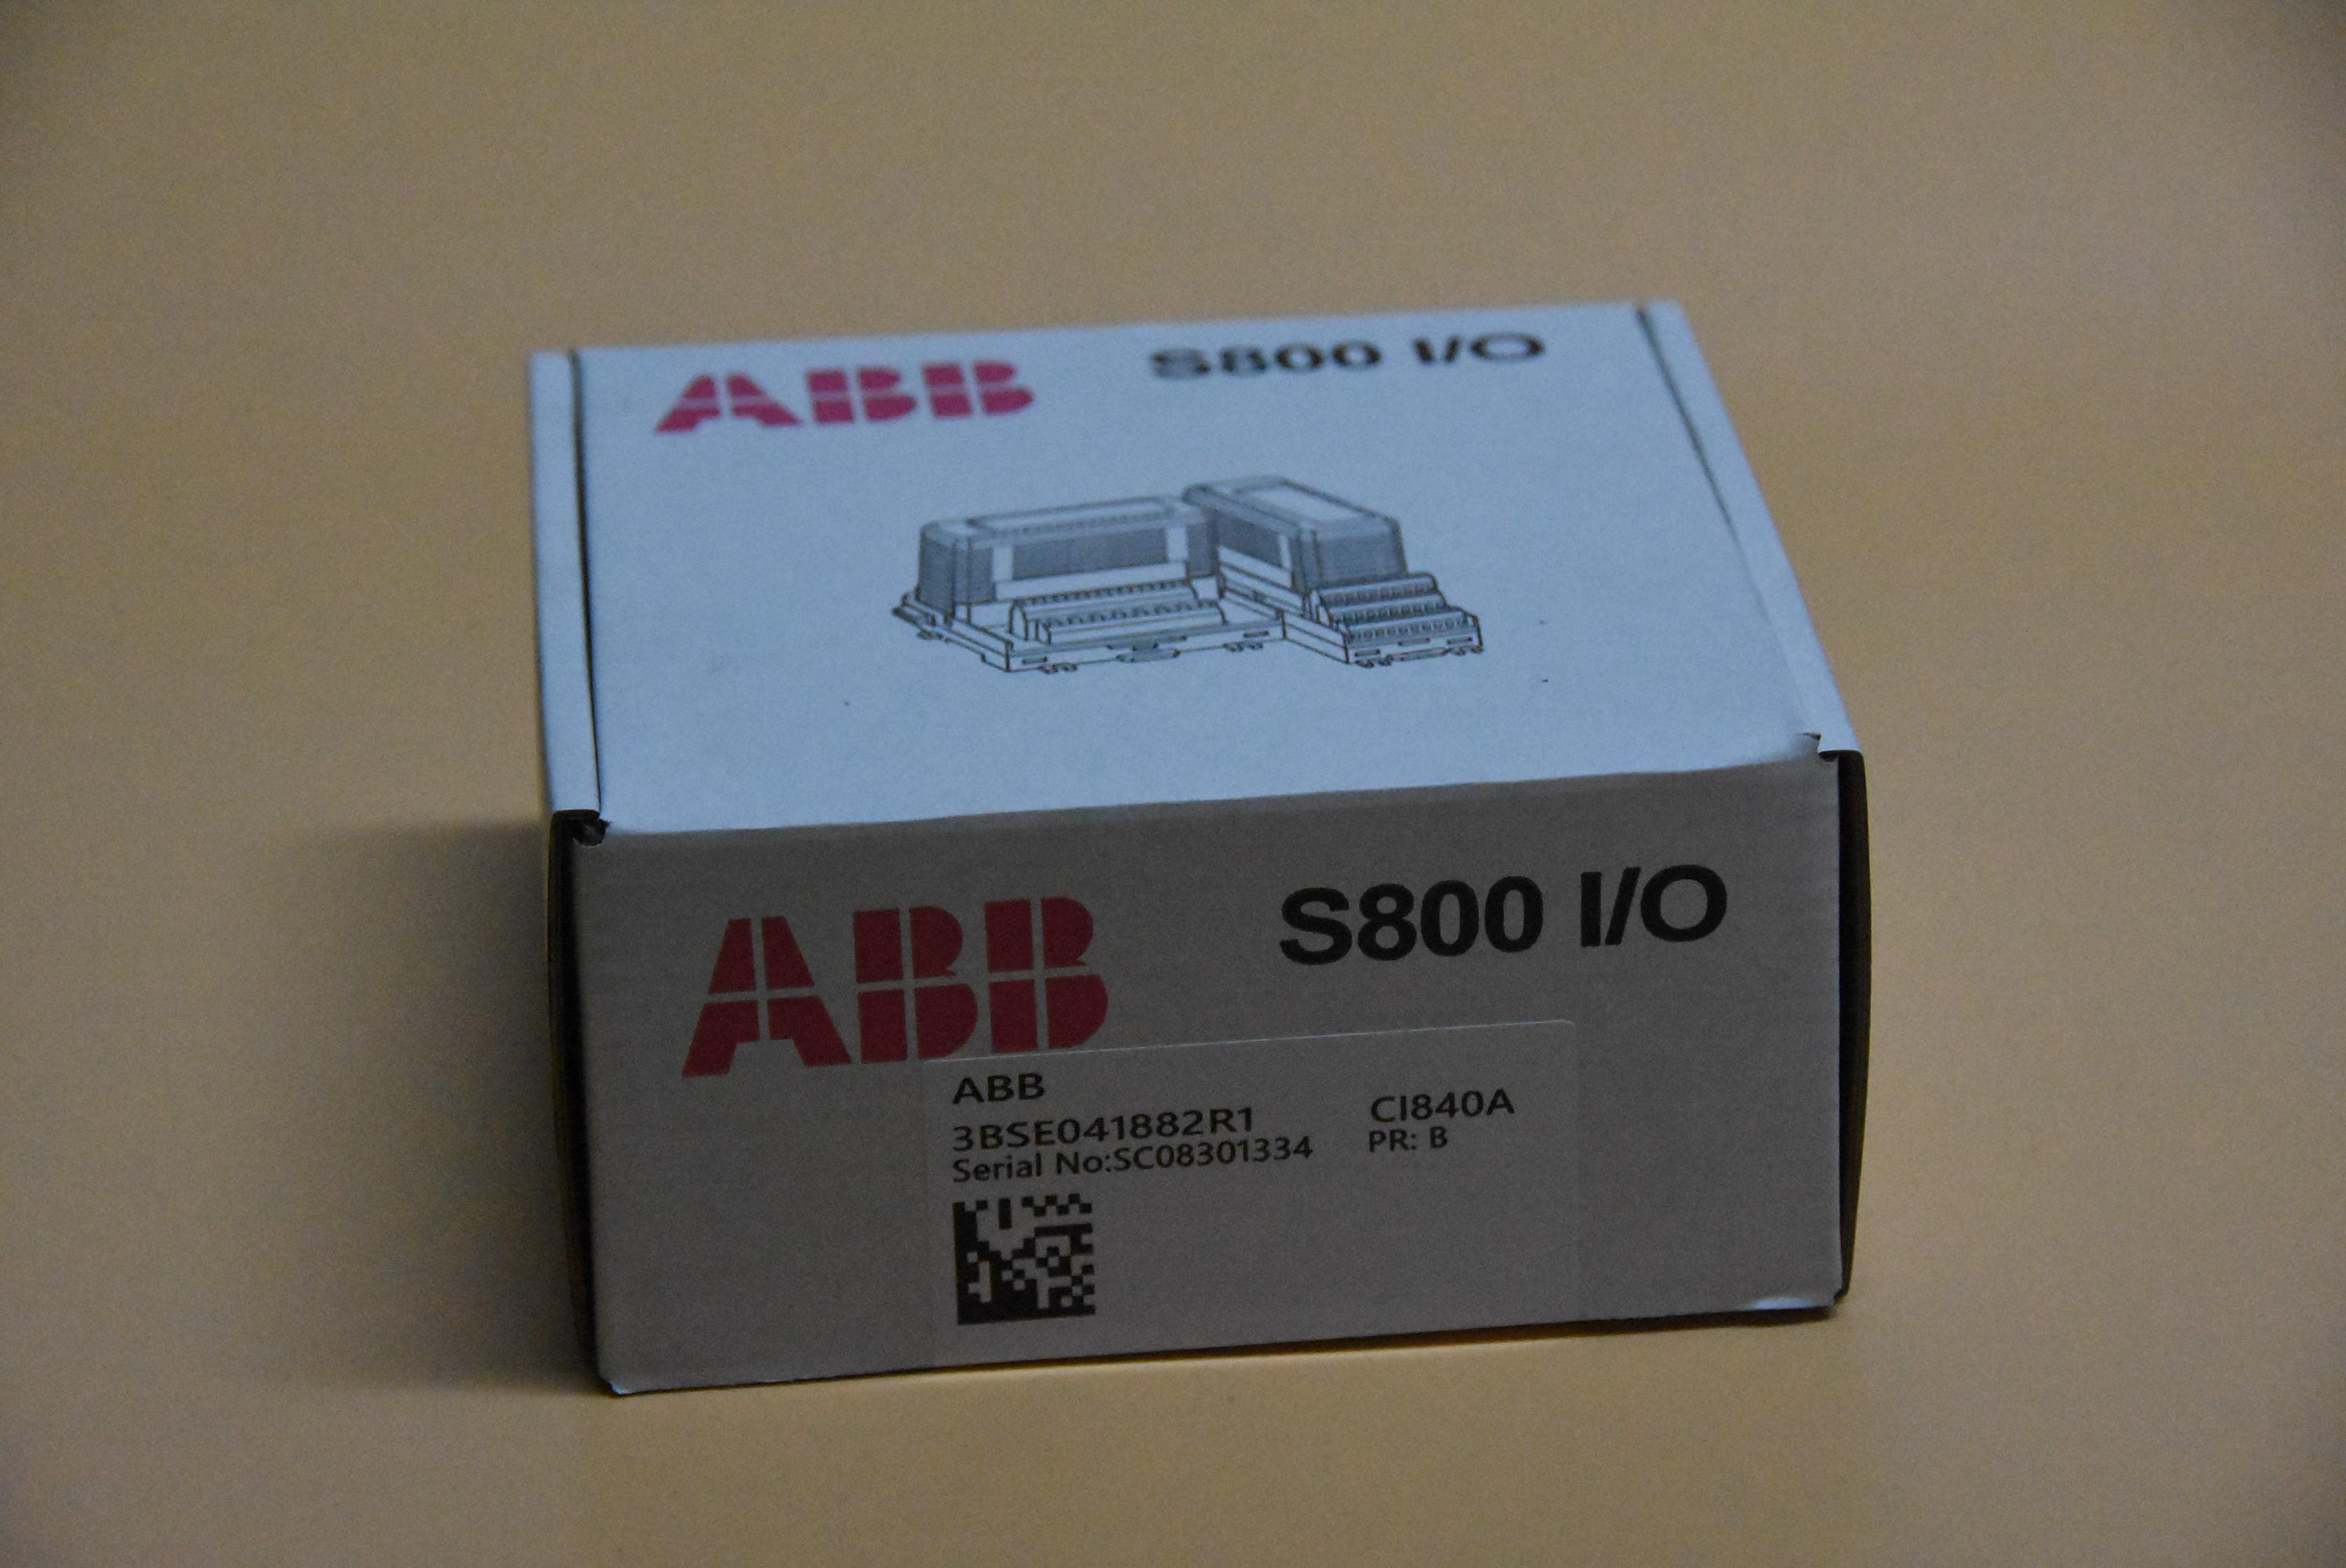 ABB S800 I/O
ABB S800 I/O
ABB
3BSE041882R1 CI840A
Serial No:SC08301334 PR: B